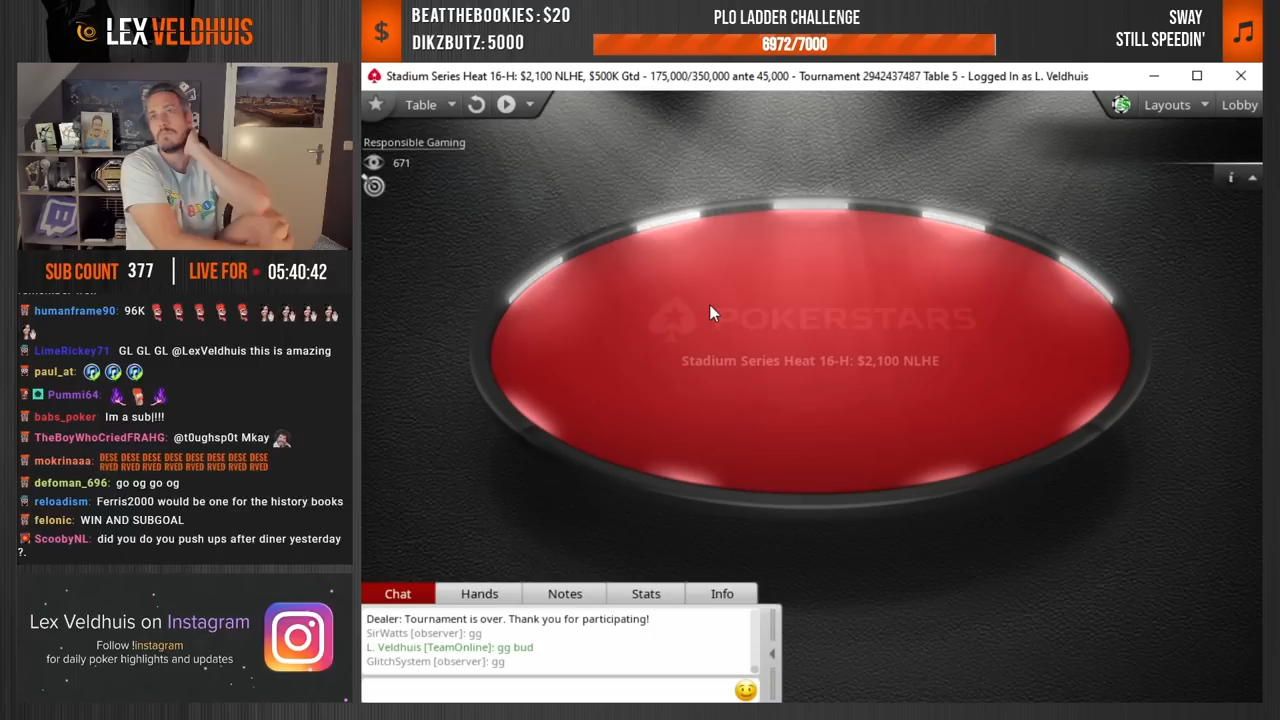 LEX VELDHUIS
$
BEATTHEBOOKIES : $20
DIKZBUTZ: 5000
PLO LADDER CHALLENGE
6972/7000
SWAY
STILL SPEEDIN'
Stadium Series Heat 16-H: $2,100 NLHE, $500K Gtd - 175,000/350,000 ante 45,000 - Tournament 2942437487 Table 5 - Logged In as L. Veldhuis
Table
Layouts
Lobby
Responsible Gaming
671
i
POKERSTARS
Stadium Series Heat 16-H: $2,100 NLHE
SUB COUNT 377
LIVE FOR 05:40:42
humanframe90: 96K
LimeRickey71 GL GL GL @LexVeldhuis this is amazing
paul_at:
Pummi64:
babs_poker Im a sub|!!!
TheBoyWhoCriedFRAHG: @t0ughsp0t Mkay
mokrinaaa: DESE DESE DESE DESE DESE DESE DESE DESE
RVED RVED RVED RVED RVED RVED RVED RVED
defoman_696: go og go og
reloadism: Ferris2000 would be one for the history books
felonic: WIN AND SUBGOAL
ScoobyNL: did you do you push ups after diner yesterday
?.
Lex Veldhuis on Instagram
Follow !instagram
for daily poker highlights and updates
Chat
Hands
Notes
Stats
Info
Dealer: Tournament is over. Thank you for participating!
SirWatts [observer]: gg
L. Veldhuis [TeamOnline]: gg bud
GlitchSystem [observer]: gg